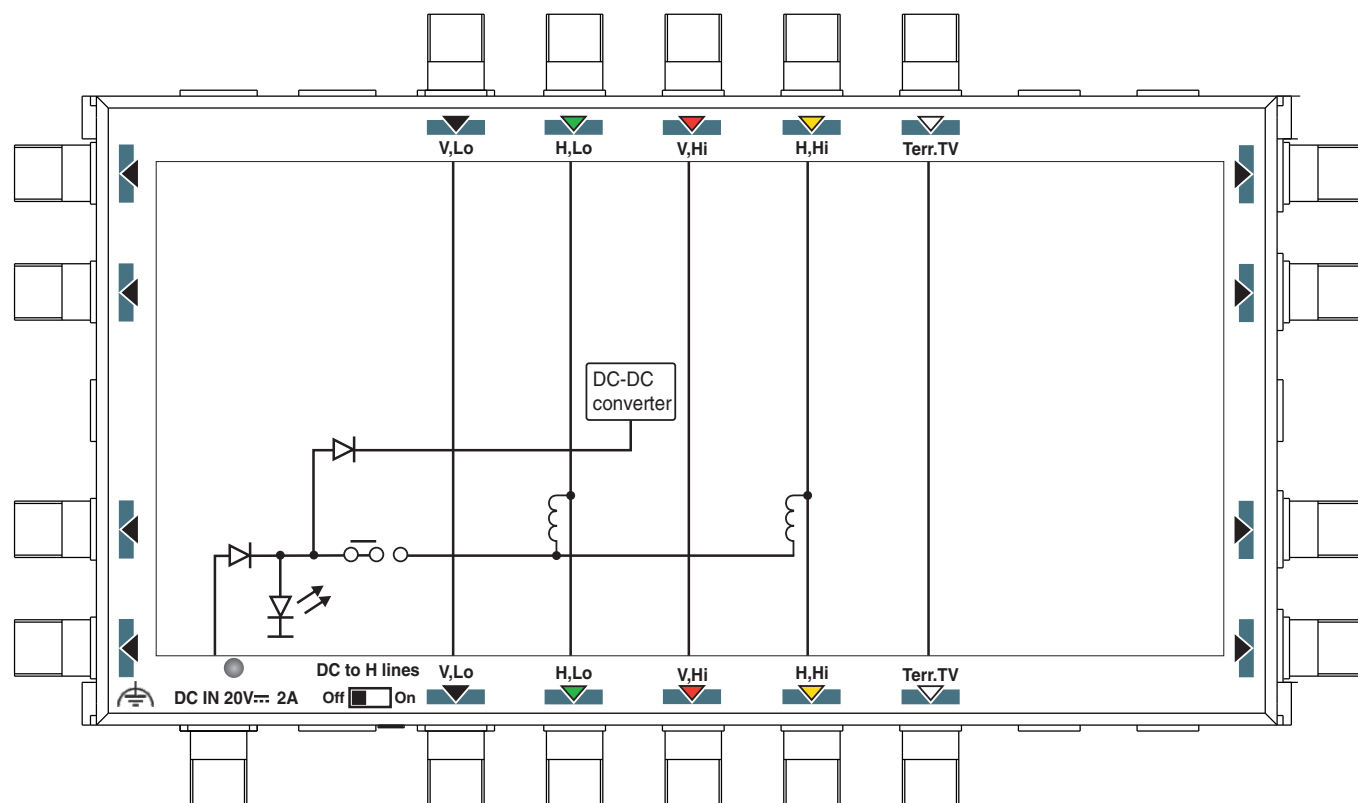 V,Lo H,Lo V,Hi H,Hi Terr.TV
DC-DC
converter
DC to H lines V,Lo H,Lo V,Hi H,Hi Terr.TV
DC IN 20V⎓ 2A Off On